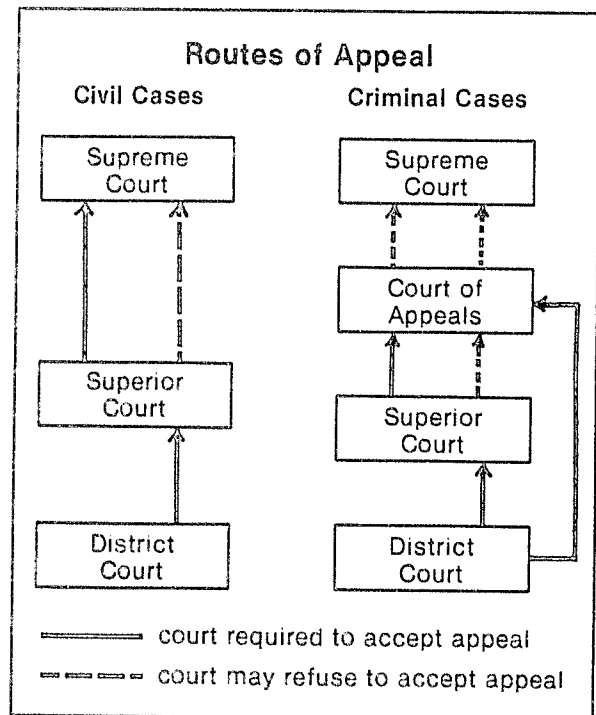 Routes of Appeal
Civil Cases
Supreme
Court
Superior
Court
District
Court
Criminal Cases
Supreme
Court
Court of
Appeals
Superior
Court
District
Court
court required to accept appeal
court may refuse to accept appeal